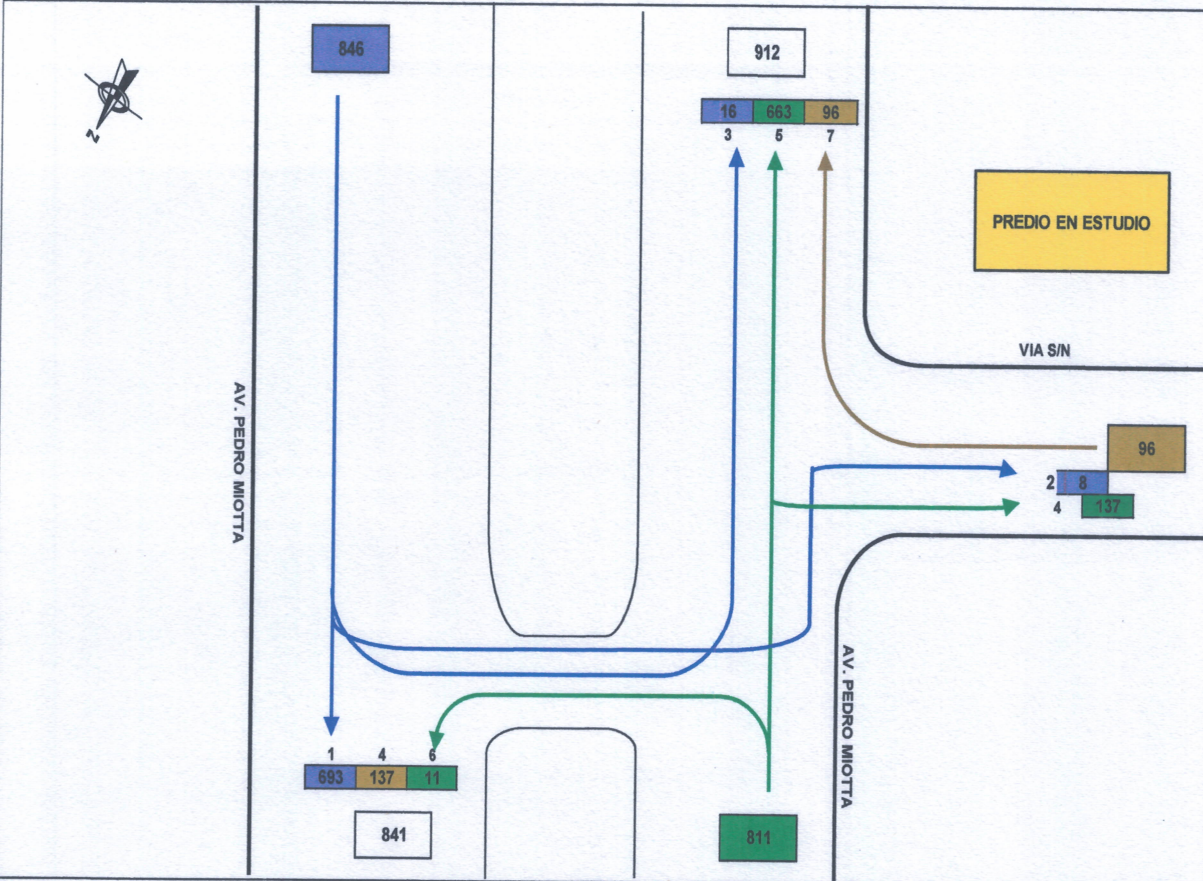 846
912
16 663 96
3 5 7
N
PREDIO EN ESTUDIO
VIA S/N
AV. PEDRO MIOTTA
96
2 8
4 137
AV. PEDRO MIOTTA
1 4 6
693 137 11
841
811